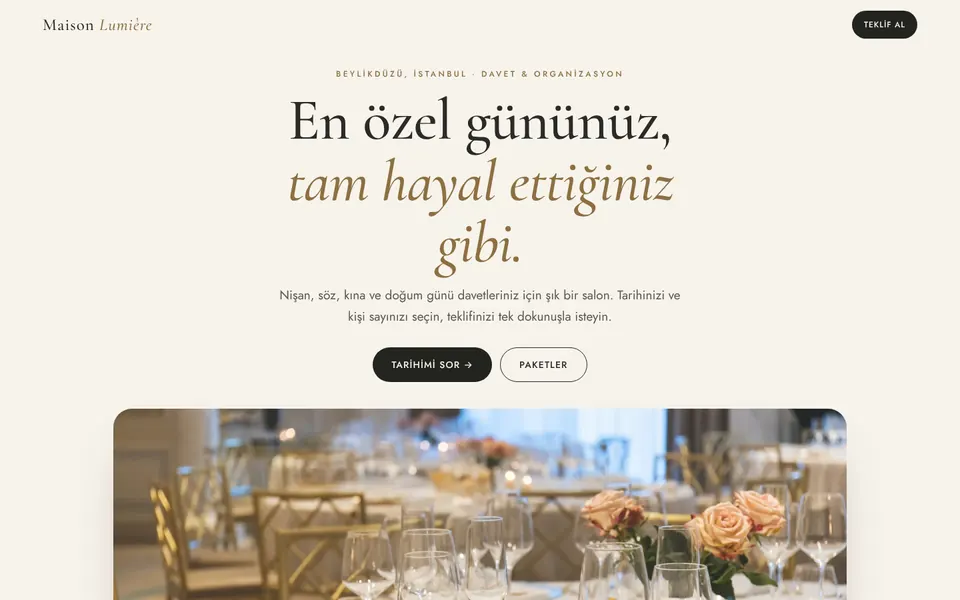 Maison Lumière
TEKLİF AL
BEYLİKDÜZÜ, İSTANBUL · DAVET & ORGANİZASYON
En özel gününüz,
tam hayal ettiğiniz
gibi.
Nişan, söz, kına ve doğum günü davetleriniz için şık bir salon. Tarihinizi ve
kişi sayınızı seçin, teklifinizi tek dokunuşla isteyin.
TARİHİMİ SOR →
PAKETLER